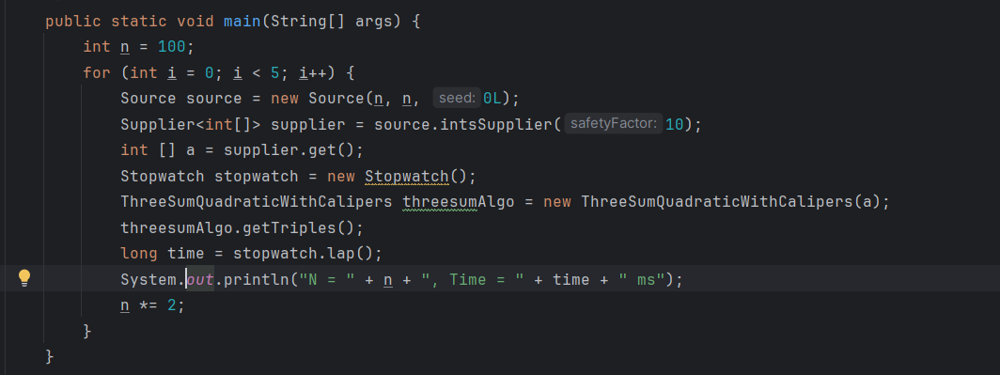 public static void main(String[] args) {
int n = 100;
for (int i = 0; i < 5; i++) {
Source source = new Source(n, n, seed: 0L);
Supplier<int[]> supplier = source.intsSupplier( safetyFactor: 10);
int [] a = supplier.get();
Stopwatch stopwatch = new Stopwatch();
ThreeSumQuadraticWithCalipers threesumAlgo = new ThreeSumQuadraticWithCalipers(a);
threesumAlgo.getTriples();
long time = stopwatch.lap();
System.out.println("N = " + n + ", Time = " + time + " ms");
n *= 2;
}
}